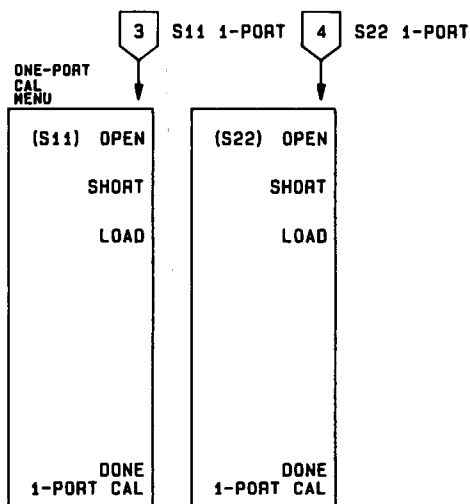 3 S11 1-PORT 4 S22 1-PORT
ONE-PORT
CAL
MENU
(S11) OPEN
SHORT
LOAD
DONE
1-PORT CAL
(S22) OPEN
SHORT
LOAD
DONE
1-PORT CAL